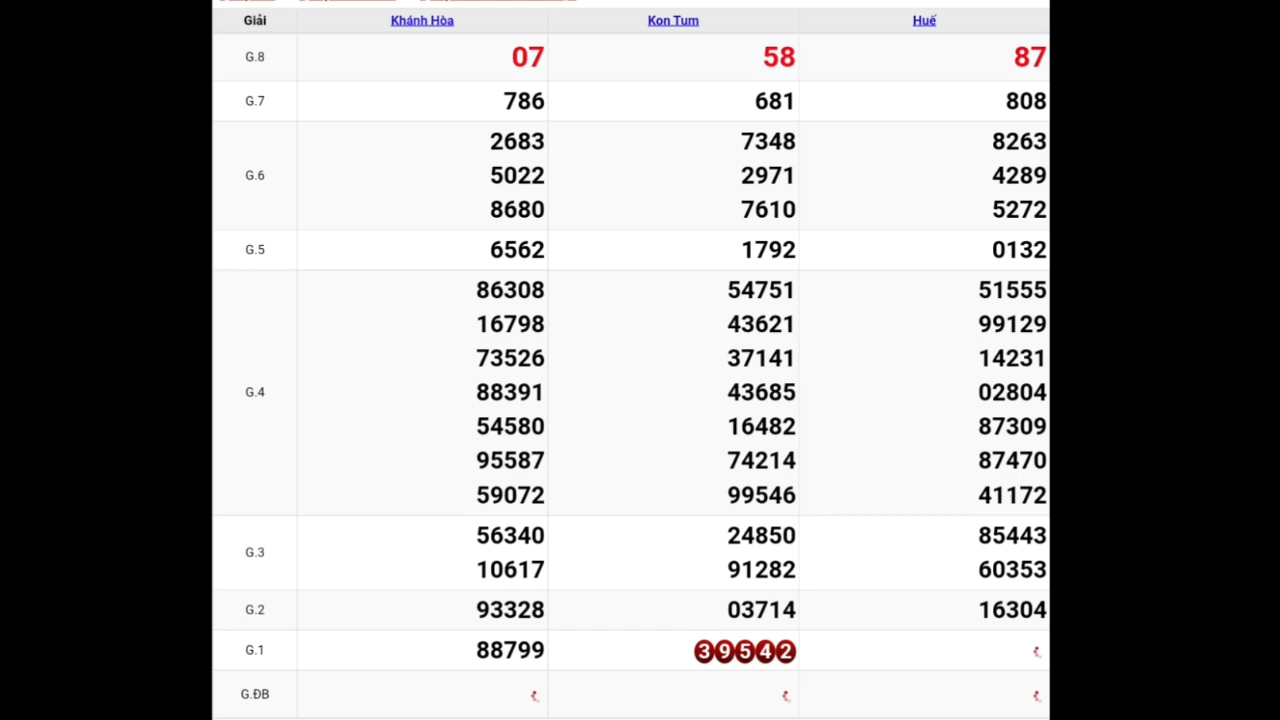 Giải Khánh Hòa Kon Tum Huế
G.8 07 58 87
G.7 786 681 808
2683 7348 8263
G.6 5022 2971 4289
8680 7610 5272
G.5 6562 1792 0132
86308 54751 51555
16798 43621 99129
73526 37141 14231
G.4 88391 43685 02804
54580 16482 87309
95587 74214 87470
59072 99546 41172
G.3
56340 24850 85443
10617 91282 60353
G.2 93328 03714 16304
G.1 88799 39542
G.ĐB